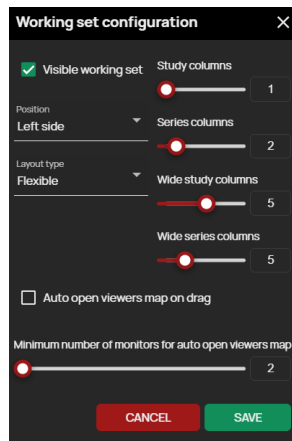 Working set configuration
Visible working set
Study columns
1
Position
Left side
Series columns
2
Layout type
Flexible
Wide study columns
5
Wide series columns
5
Auto open viewers map on drag
Minimum number of monitors for auto open viewers map
2
CANCEL
SAVE